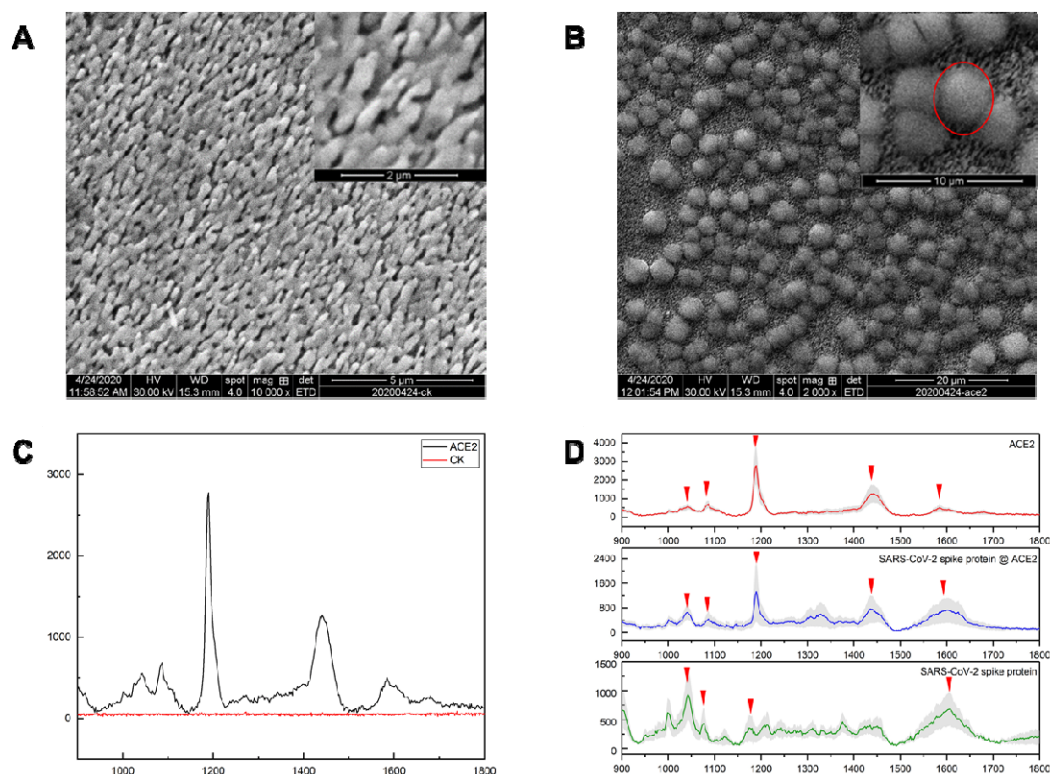 A
2 µm
4/24/2020 HV WD spot mag det 5 µm
11:58:52 AM 30.00 kV 15.3 mm 4.0 10 000 x ETD 20200424-ck
B
10 µm
4/24/2020 HV WD spot mag det 20 µm
12:01:54 PM 30.00 kV 15.3 mm 4.0 2 000 x ETD 20200424-ace2
C
ACE2
CK
3000
2000
1000
0
1000 1200 1400 1600 1800
D
ACE2
4000
3000
2000
1000
0
900 1000 1100 1200 1300 1400 1500 1600 1700 1800
SARS-CoV-2 spike protein @ ACE2
2400
1600
800
0
900 1000 1100 1200 1300 1400 1500 1600 1700 1800
SARS-CoV-2 spike protein
1500
1000
500
0
900 1000 1100 1200 1300 1400 1500 1600 1700 1800